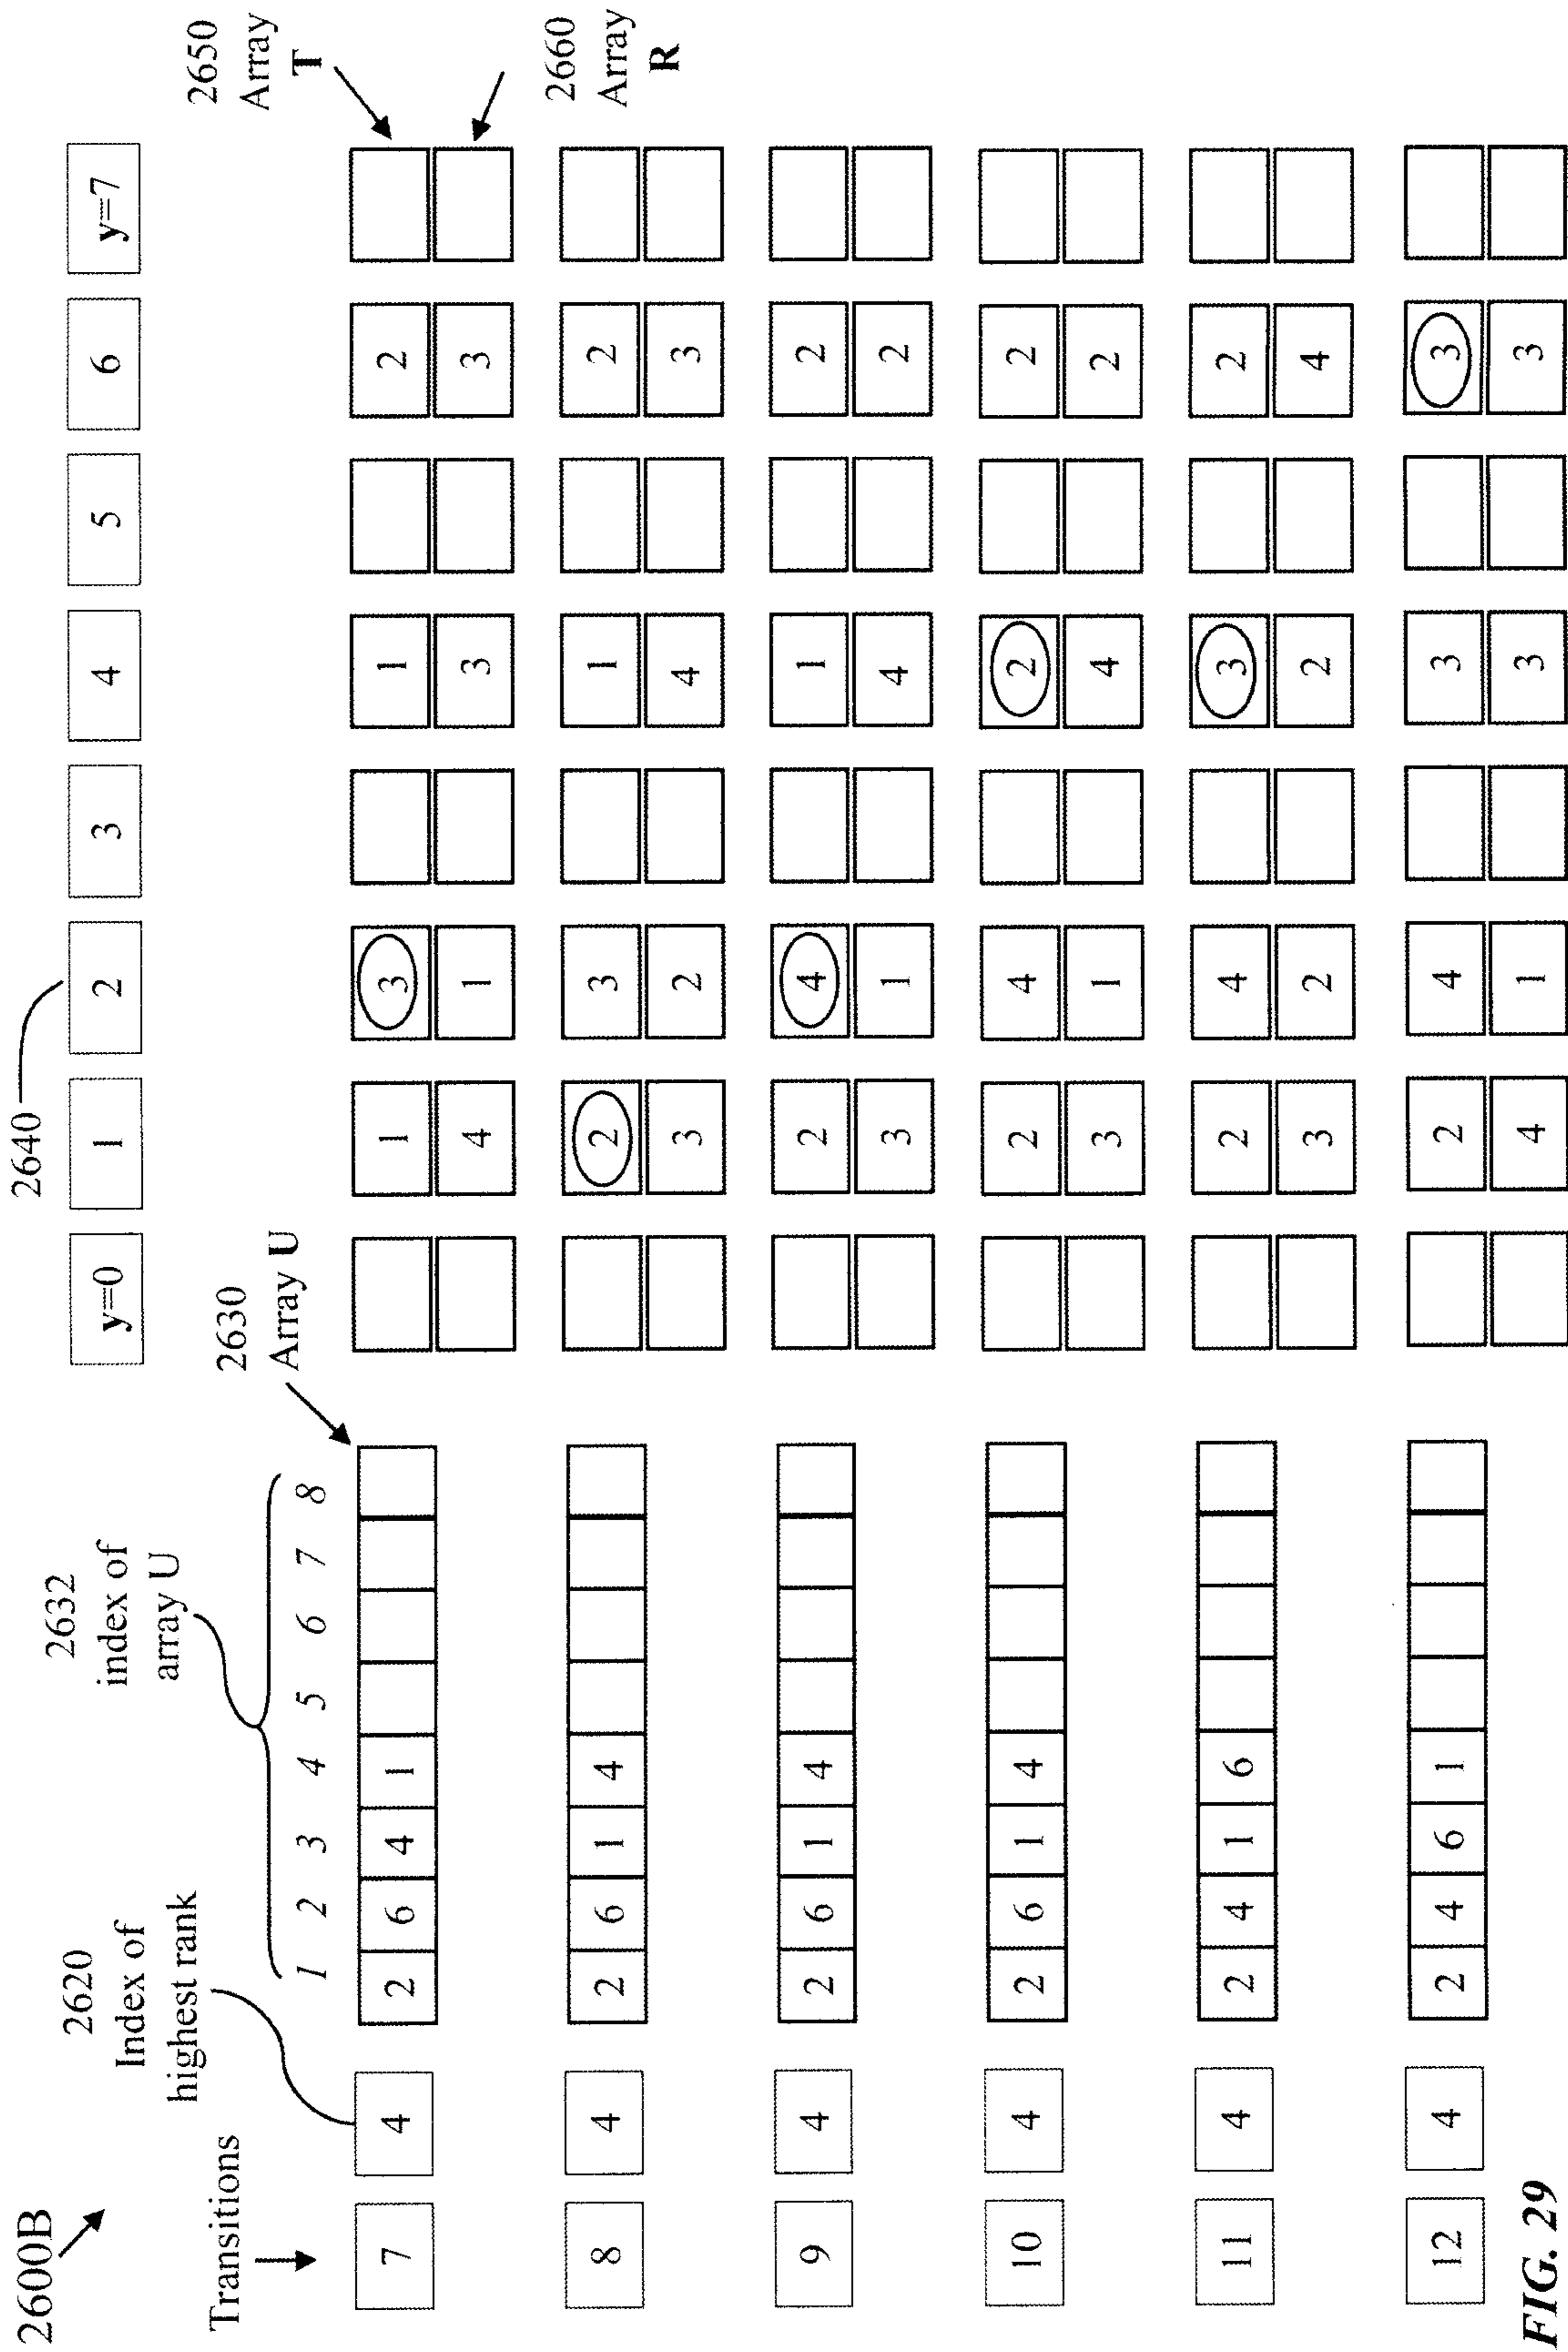 2600B
2640
2620
Index of
highest rank
2632
index of
array U
y=0 1 2 3 4 5 6 y=7
Transitions
2630
Array U
2650
Array
T
1 2 3 4 5 6 7 8
7 4 2 6 4 1 1 3 1 2
4 1 3 3
2660
Array
R
8 4 2 6 1 4 2 3 1 2
3 2 4 3
9 4 2 6 1 4 2 4 1 2
3 1 4 2
10 4 2 6 1 4 2 4 2 2
3 1 4 2
11 4 2 4 1 6 2 4 3 2
3 2 2 4
12 4 2 4 6 1 2 4 3 3
4 1 3 3
FIG. 29